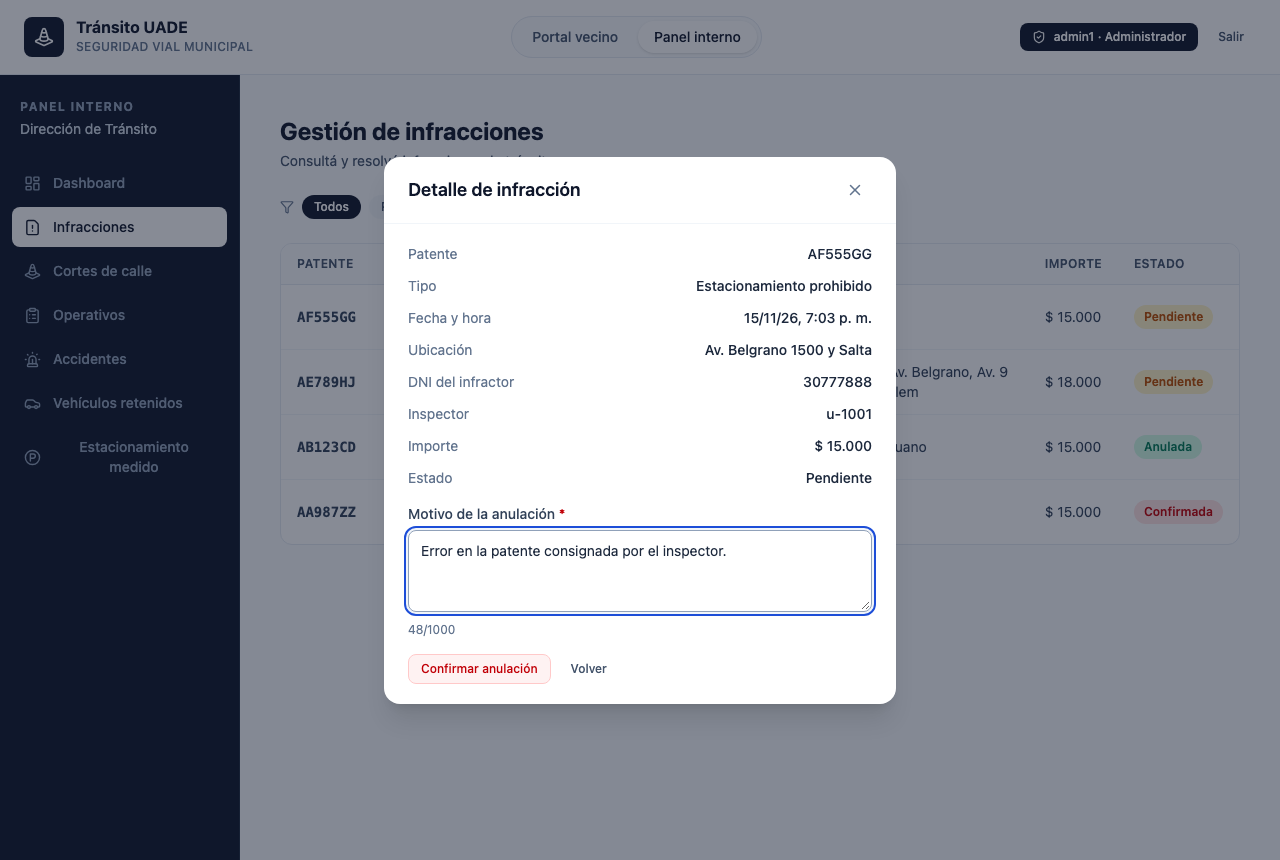 Tránsito UADE
SEGURIDAD VIAL MUNICIPAL
Portal vecino
Panel interno
admin1 · Administrador
Salir
PANEL INTERNO
Dirección de Tránsito
Dashboard
Infracciones
Cortes de calle
Operativos
Accidentes
Vehículos retenidos
Estacionamiento
medido
Gestión de infracciones
Consultá y resolv
Todos
PATENTE
IMPORTE
ESTADO
AF555GG
$ 15.000
Pendiente
AE789HJ
Av. Belgrano, Av. 9
$ 18.000
Pendiente
AB123CD
$ 15.000
Anulada
AA987ZZ
$ 15.000
Confirmada
Detalle de infracción
Patente
AF555GG
Tipo
Estacionamiento prohibido
Fecha y hora
15/11/26, 7:03 p. m.
Ubicación
Av. Belgrano 1500 y Salta
DNI del infractor
30777888
Inspector
u-1001
Importe
$ 15.000
Estado
Pendiente
Motivo de la anulación *
Error en la patente consignada por el inspector.
48/1000
Confirmar anulación
Volver